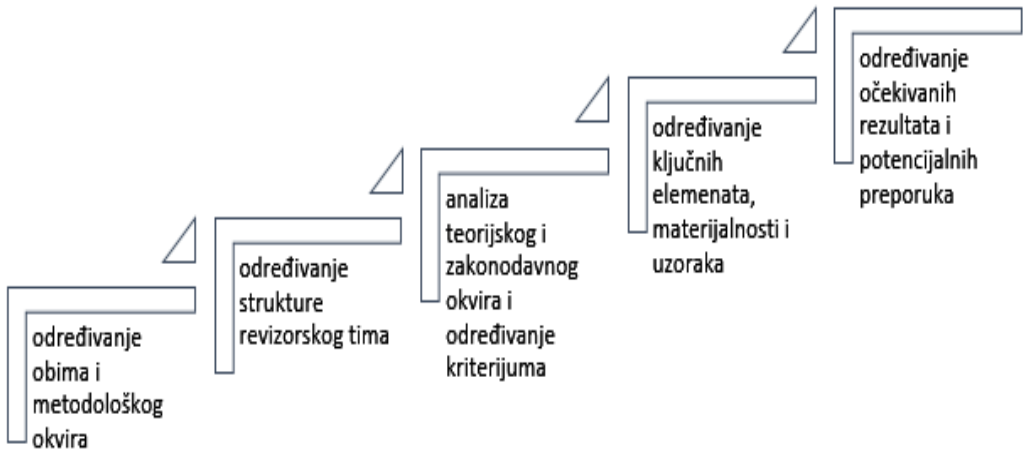 određivanje
obima i
metodološkog
okvira
određivanje
strukture
revizorskog tima
analiza
teorijskog i
zakonodavnog
okvira i
određivanje
kriterijuma
određivanje
ključnih
elemenata,
materijalnosti i
uzoraka
određivanje
očekivanih
rezultata i
potencijalnih
preporuka